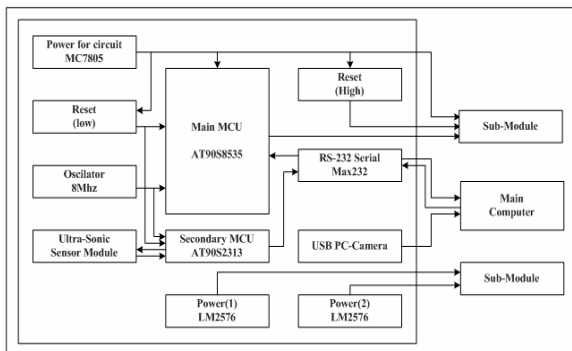 Power for circuit
MC7805
Reset
(low)
Oscilator
8Mhz
Ultra-Sonic
Sensor Module
Main MCU
AT90S8535
Secondary MCU
AT90S2313
Power(1)
LM2576
Reset
(High)
RS-232 Serial
Max232
USB PC-Camera
Power(2)
LM2576
Sub-Module
Main
Computer
Sub-Module